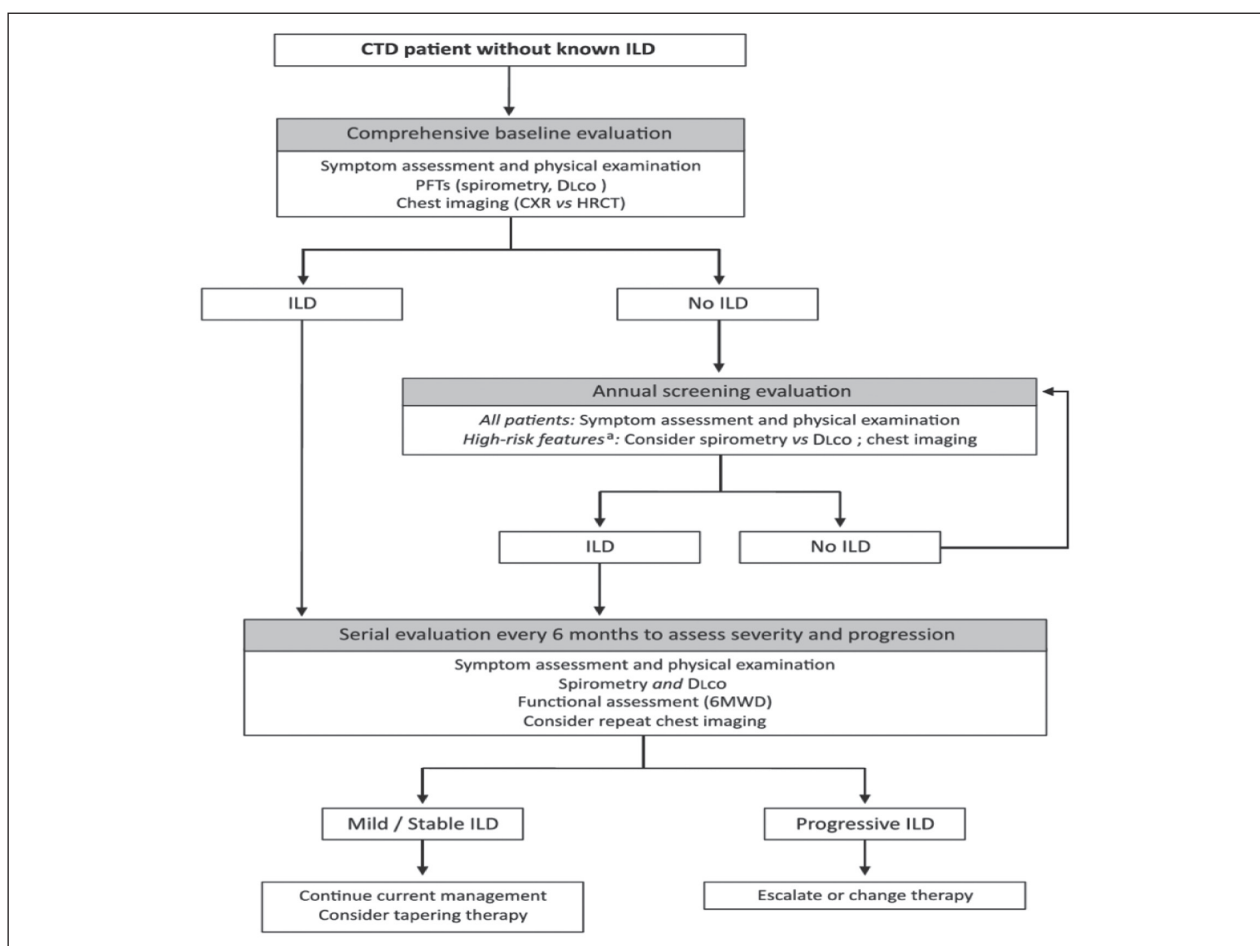 CTD patient without known ILD
Comprehensive baseline evaluation
Symptom assessment and physical examination
PFTs (spirometry, DLCO )
Chest imaging (CXR vs HRCT)
ILD
No ILD
Annual screening evaluation
All patients: Symptom assessment and physical examination
High-risk featuresᵃ: Consider spirometry vs DLCO ; chest imaging
ILD
No ILD
Serial evaluation every 6 months to assess severity and progression
Symptom assessment and physical examination
Spirometry and DLCO
Functional assessment (6MWD)
Consider repeat chest imaging
Mild / Stable ILD
Progressive ILD
Continue current management
Consider tapering therapy
Escalate or change therapy